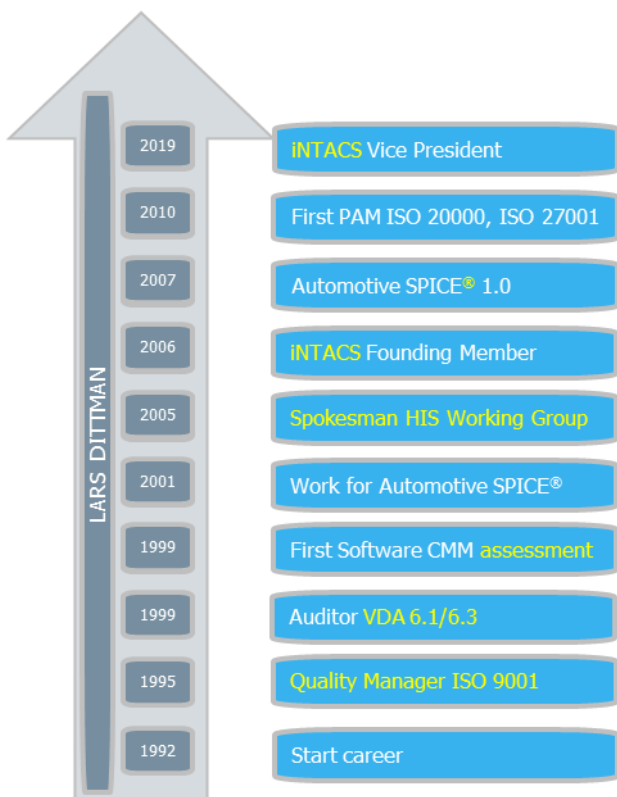 LARS DITTMAN
2019 iNTACS Vice President
2010 First PAM ISO 20000, ISO 27001
2007 Automotive SPICE® 1.0
2006 iNTACS Founding Member
2005 Spokesman HIS Working Group
2001 Work for Automotive SPICE®
1999 First Software CMM assessment
1999 Auditor VDA 6.1/6.3
1995 Quality Manager ISO 9001
1992 Start career